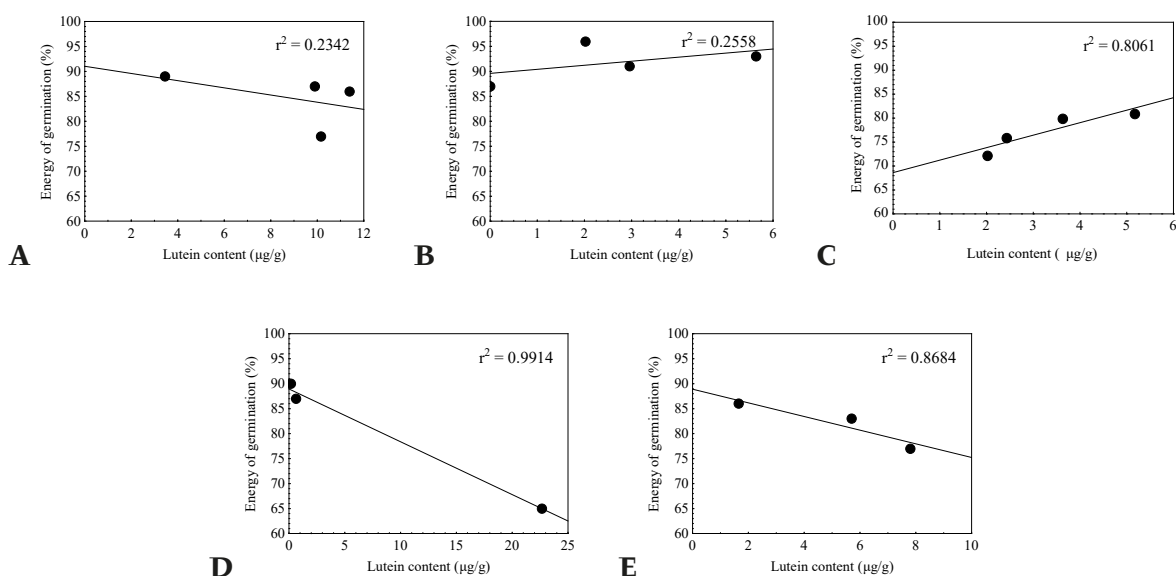 r² = 0.2342
Energy of germination (%)
100
95
90
85
80
75
70
65
60
0 2 4 6 8 10 12
Lutein content (µg/g)
A
r² = 0.2558
Energy of germination (%)
100
95
90
85
80
75
70
65
60
0 1 2 3 4 5 6
Lutein content (µg/g)
B
r² = 0.8061
Energy of germination (%)
100
95
90
85
80
75
70
65
60
0 1 2 3 4 5 6
Lutein content ( µg/g)
C
r² = 0.9914
Energy of germination (%)
100
95
90
85
80
75
70
65
60
0 5 10 15 20 25
Lutein content (µg/g)
D
r² = 0.8684
Energy of germination (%)
100
95
90
85
80
75
70
65
60
0 2 4 6 8 10
Lutein content (µg/g)
E